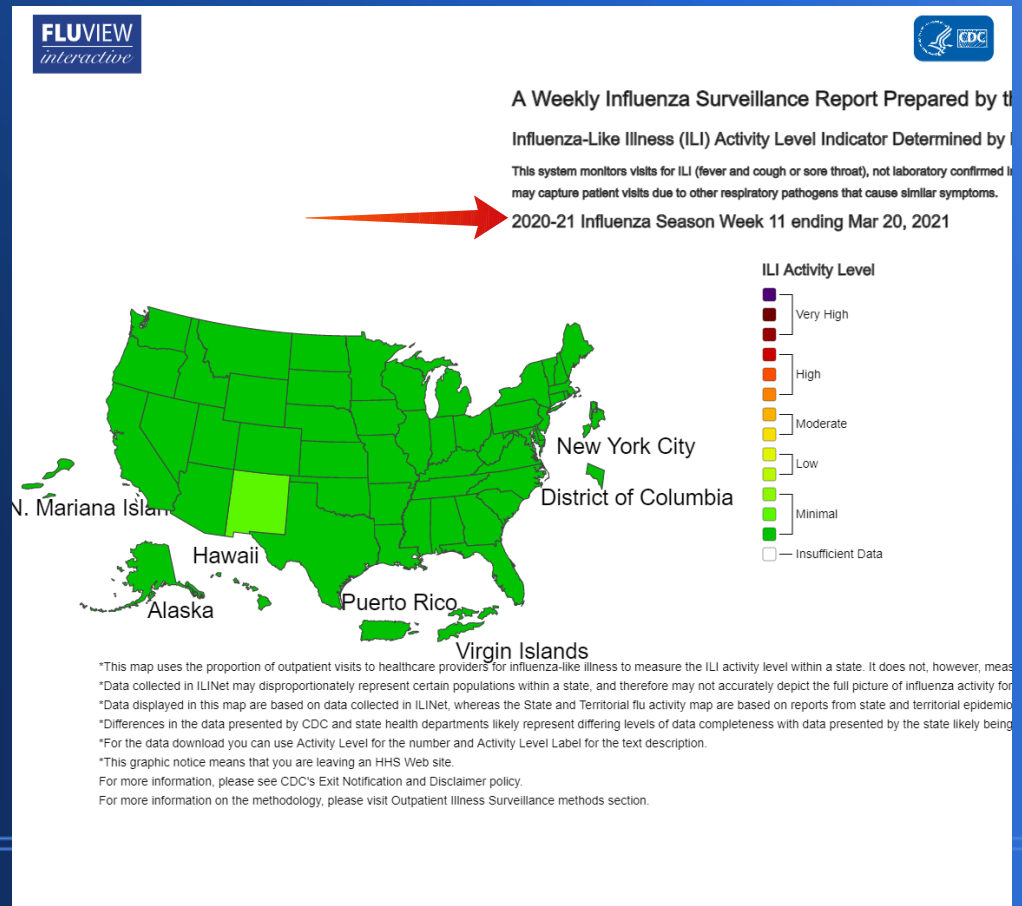 FLUVIEW
interactive
CDC
A Weekly Influenza Surveillance Report Prepared by
Influenza-Like Illness (ILI) Activity Level Indicator Determined by
This system monitors visits for ILI (fever and cough or sore throat), not laboratory confirmed
may capture patient visits due to other respiratory pathogens that cause similar symptoms.
2020-21 Influenza Season Week 11 ending Mar 20, 2021
ILI Activity Level
Very High
High
Moderate
Low
Minimal
Insufficient Data
New York City
District of Columbia
N. Mariana Islan
Hawaii
Alaska
Puerto Rico
Virgin Islands
*This map uses the proportion of outpatient visits to healthcare providers for influenza-like illness to measure the ILI activity level within a state. It does not, however, meas
*Data collected in ILINet may disproportionately represent certain populations within a state, and therefore may not accurately depict the full picture of influenza activity for
*Data displayed in this map are based on data collected in ILINet, whereas the State and Territorial flu activity map are based on reports from state and territorial epidemio
*Differences in the data presented by CDC and state health departments likely represent differing levels of data completeness with data presented by the state likely being
*For the data download you can use Activity Level for the number and Activity Level Label for the text description.
*This graphic notice means that you are leaving an HHS Web site.
For more information, please see CDC's Exit Notification and Disclaimer policy.
For more information on the methodology, please visit Outpatient Illness Surveillance methods section.